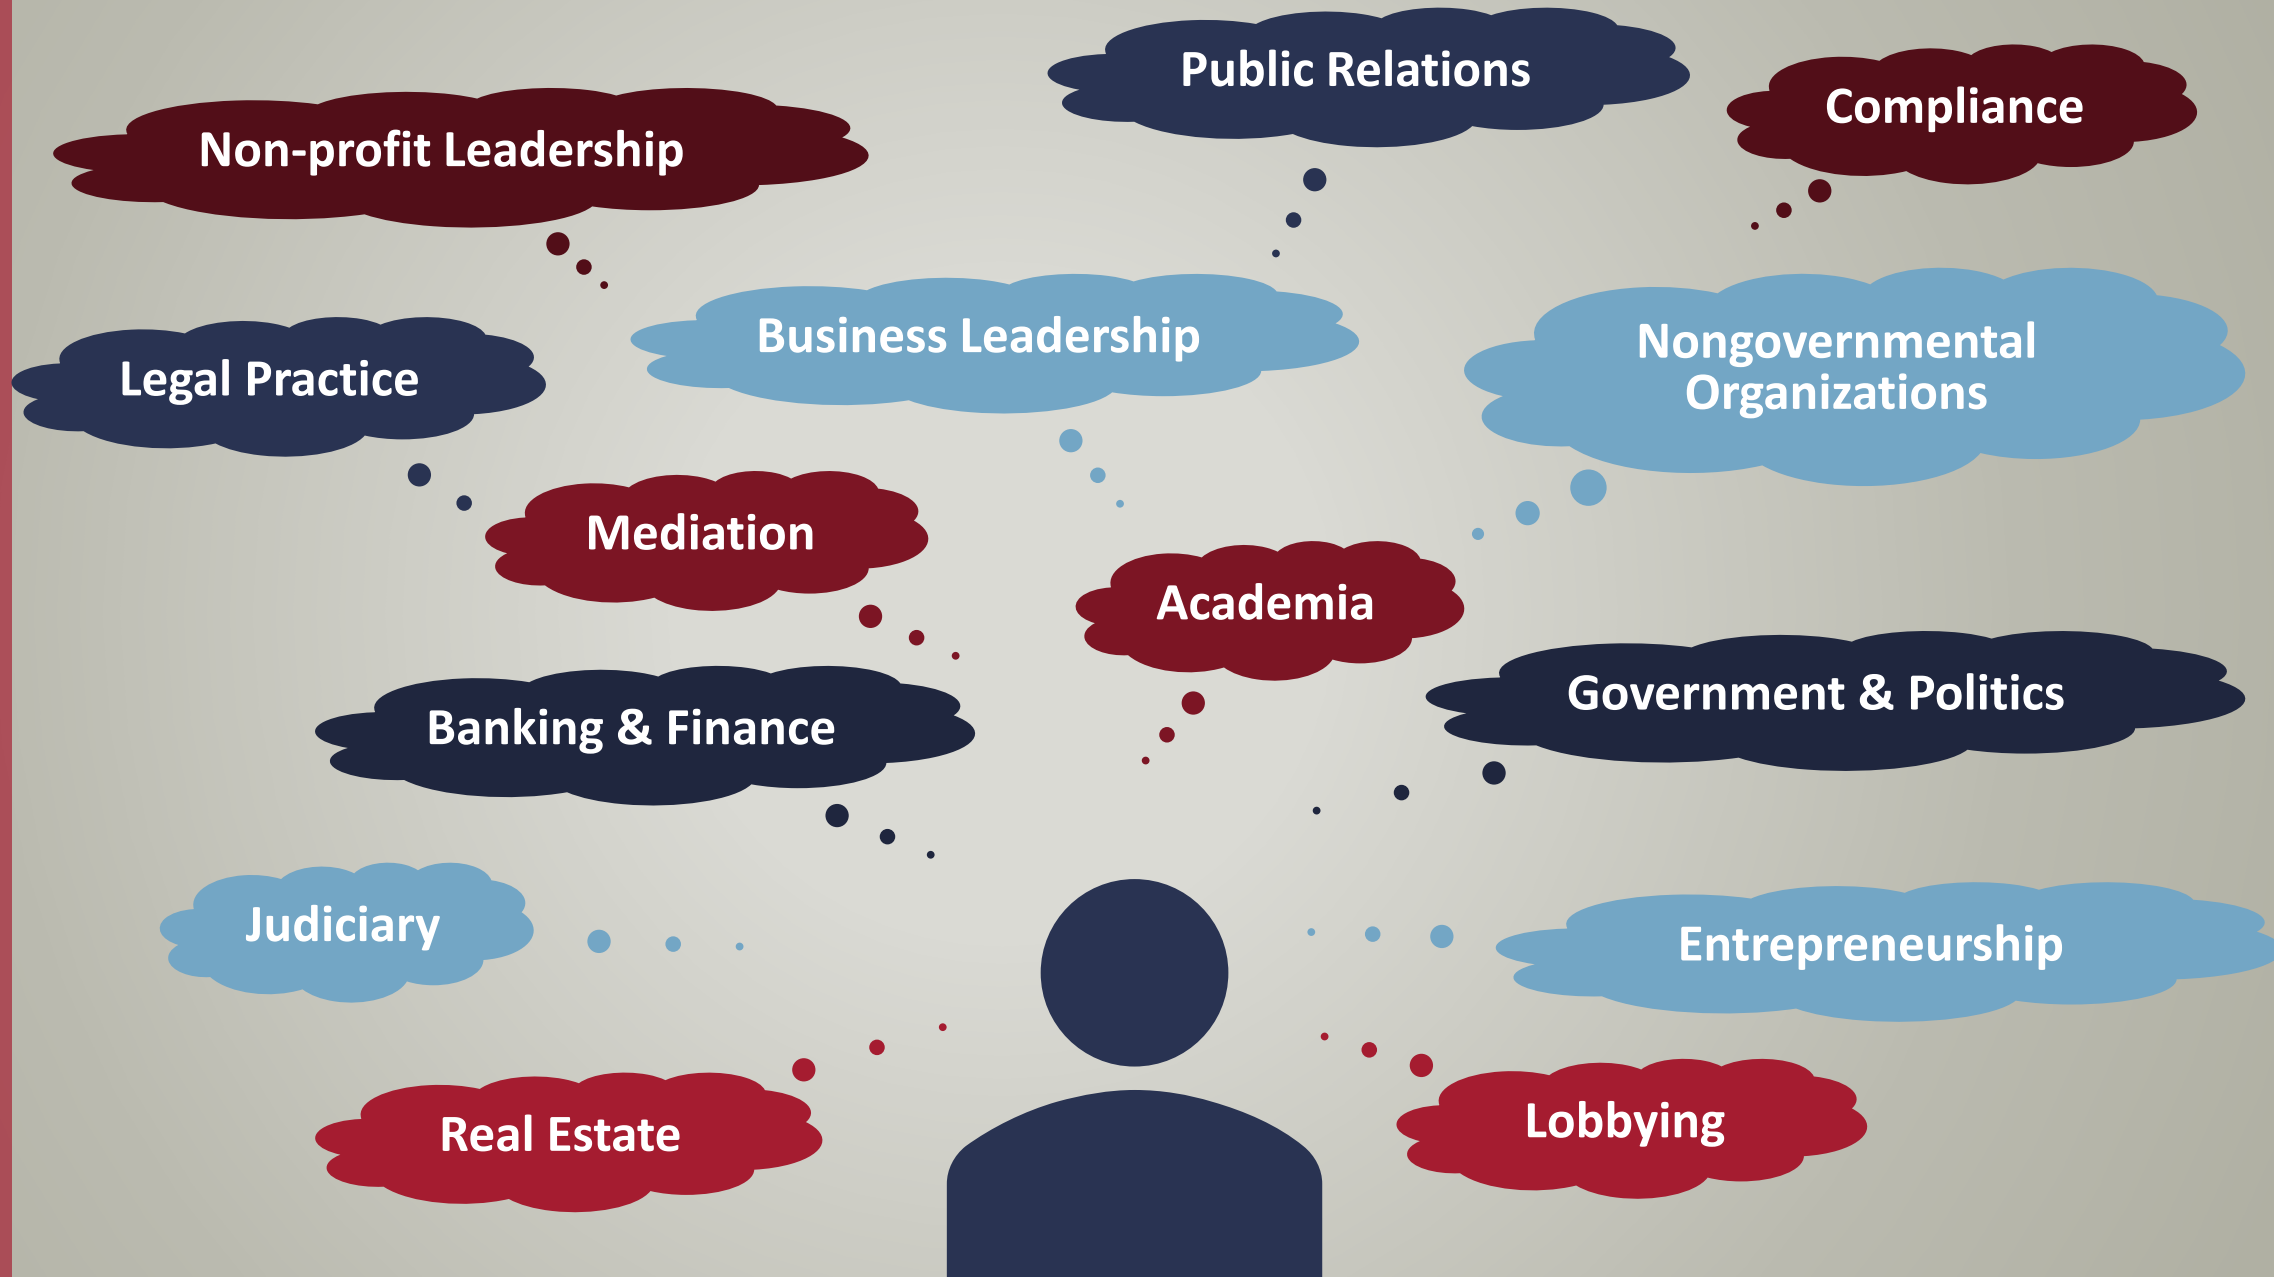 Public Relations
Compliance
Non-profit Leadership
Business Leadership
Nongovernmental
Organizations
Legal Practice
Mediation
Academia
Government & Politics
Banking & Finance
Judiciary
Entrepreneurship
Real Estate
Lobbying